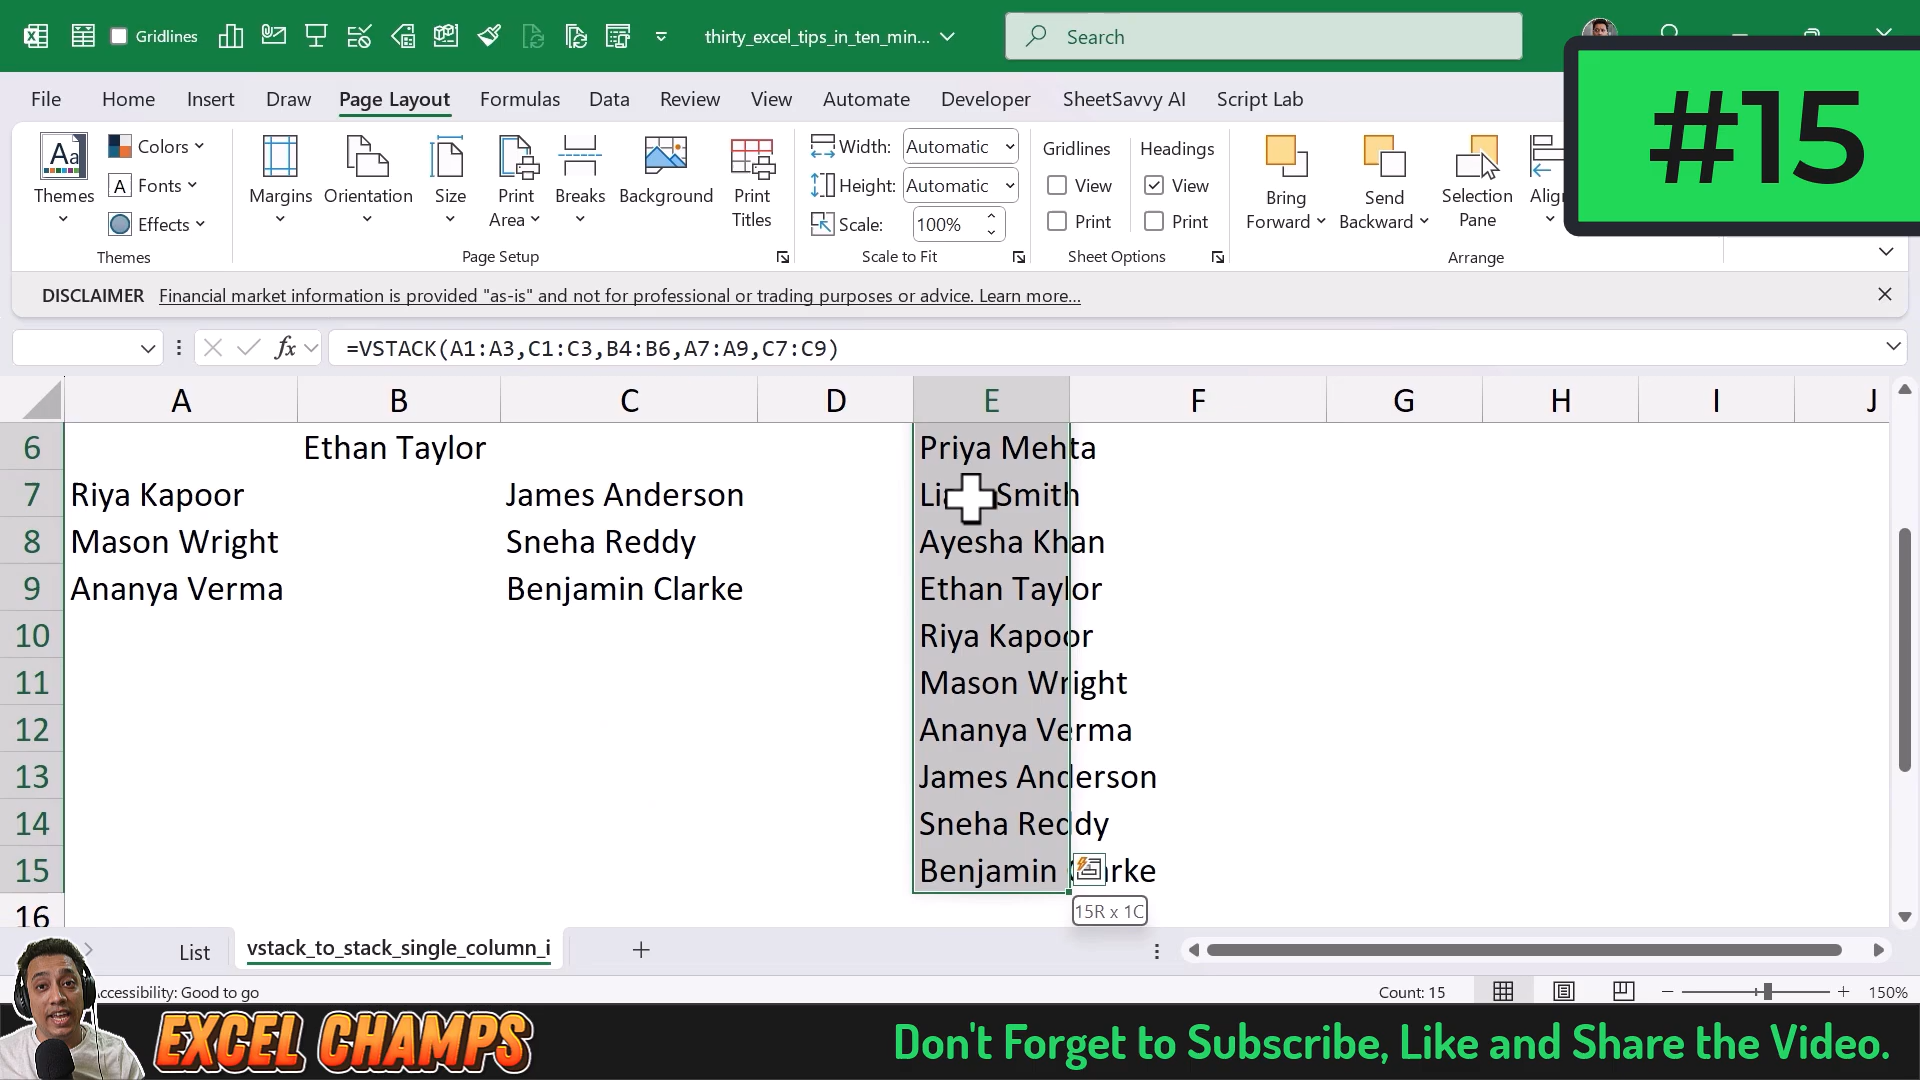 Gridlines
thirty_excel_tips_in_ten_min...
Search
#15
File Home Insert Draw Page Layout Formulas Data Review View Automate Developer SheetSavvy AI Script Lab
Aa
Themes
Colors
A Fonts
Effects
Themes
Margins
Orientation
Size
Print Area
Breaks
Background
Print Titles
Page Setup
Width: Automatic
Height: Automatic
Scale: 100%
Scale to Fit
Gridlines
View
Print
Headings
View
Print
Sheet Options
Bring Forward
Send Backward
Selection Pane
Arrange
DISCLAIMER Financial market information is provided "as-is" and not for professional or trading purposes or advice. Learn more...
fx =VSTACK(A1:A3,C1:C3,B4:B6,A7:A9,C7:C9)
A B C D E F G H I J
6 Ethan Taylor Priya Mehta
7 Riya Kapoor James Anderson Smith
8 Mason Wright Sneha Reddy Ayesha Khan
9 Ananya Verma Benjamin Clarke Ethan Taylor
10 Riya Kapoor
11 Mason Wright
12 Ananya Verma
13 James Anderson
14 Sneha Reddy
15 Benjamin
15R x 1C
16
List vstack_to_stack_single_column_i
Accessibility: Good to go
Count: 15
150%
EXCEL CHAMPS
Don't Forget to Subscribe, Like and Share the Video.